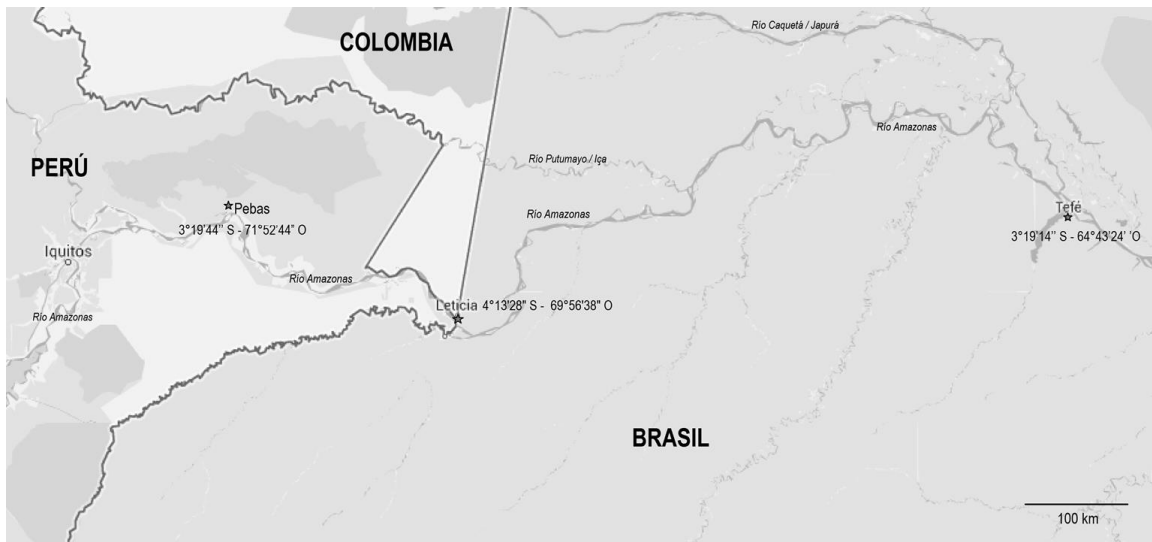 Río Caquetá / Japurá
COLOMBIA
Río Amazonas
PERÚ
Río Putumayo / Iça
Pebas
3°19'44'' S - 71°52'44'' O
Tefé
Río Amazonas
3°19'14'' S - 64°43'24' 'O
Iquitos
Río Amazonas
Leticia 4°13'28" S - 69°56'38" O
Río Amazonas
BRASIL
100 km